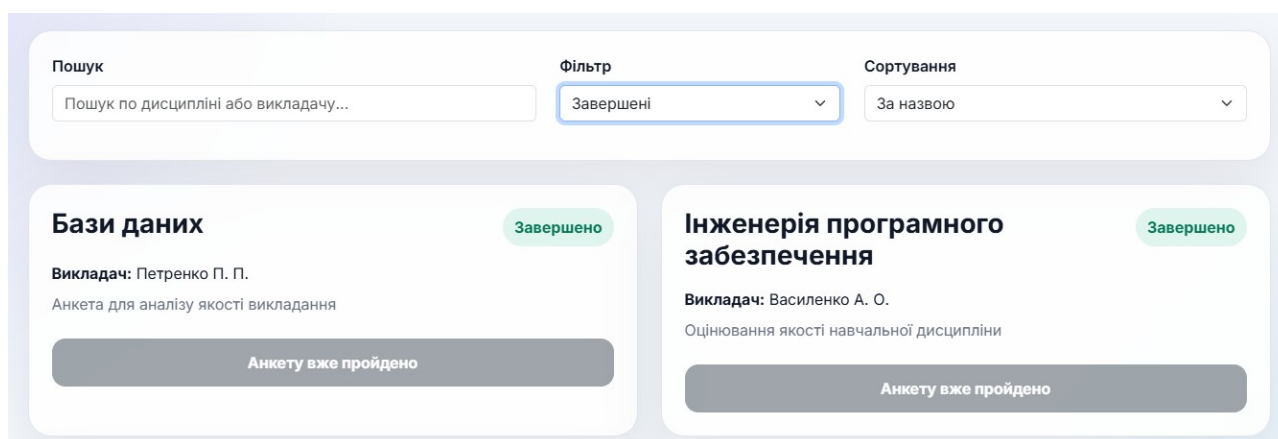 Пошук
Фільтр
Сортування
Пошук по дисципліні або викладачу...
Завершені
За назвою
Бази даних
Завершено
Викладач: Петренко П. П.
Анкета для аналізу якості викладання
Анкету вже пройдено
Інженерія програмного
забезпечення
Завершено
Викладач: Василенко А. О.
Оцінювання якості навчальної дисципліни
Анкету вже пройдено